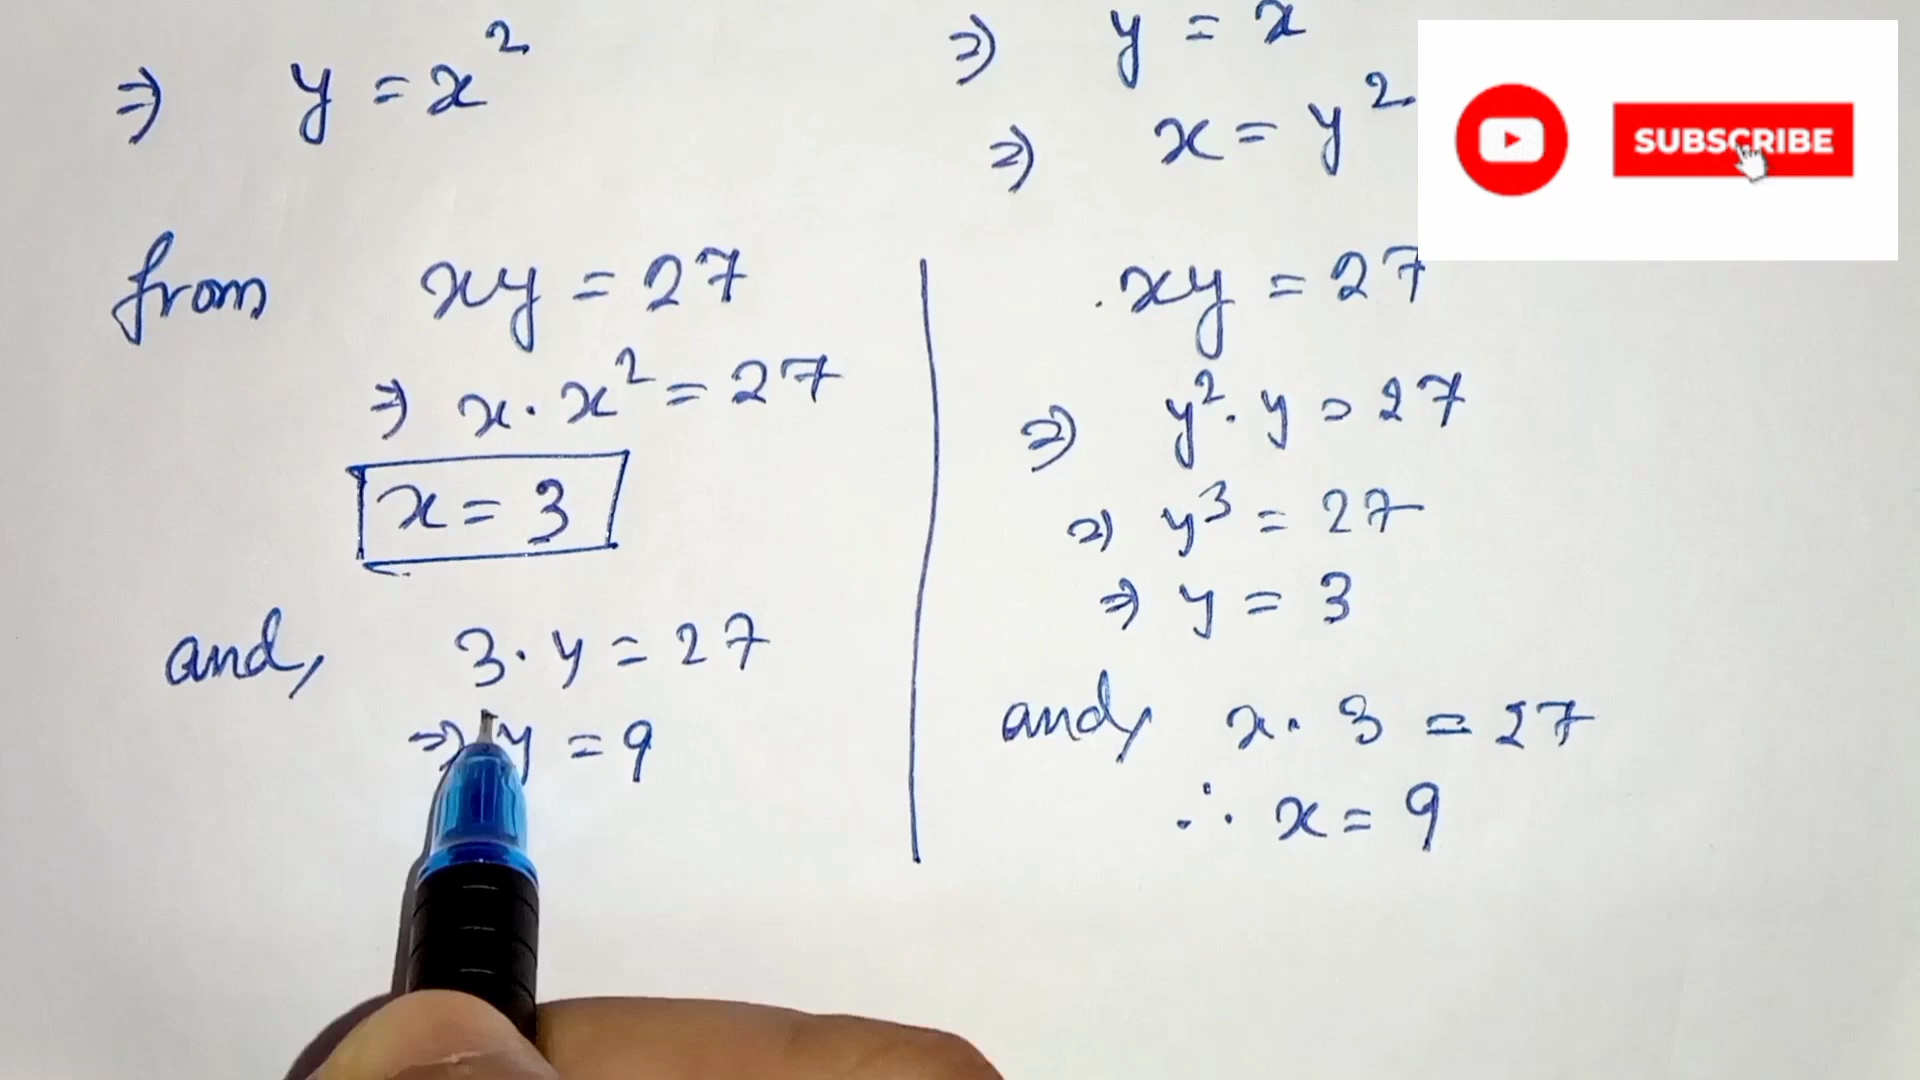 ⇒ y = x²
from xy = 27
⇒ x · x² = 27
x = 3
and, 3 · y = 27
⇒ y = 9
⇒ y = x
⇒ x = y²
xy = 27
⇒ y² · y = 27
⇒ y³ = 27
⇒ y = 3
and, x · 3 = 27
∴ x = 9
SUBSCRIBE